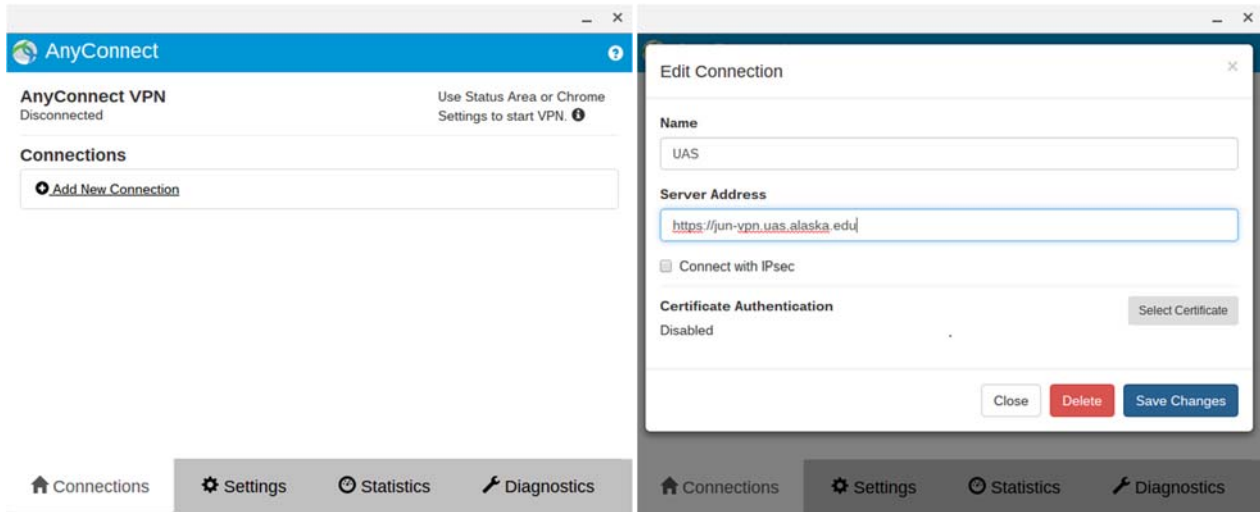 AnyConnect
AnyConnect VPN
Disconnected
Use Status Area or Chrome
Settings to start VPN.
Connections
Add New Connection
Connections
Settings
Statistics
Diagnostics
Edit Connection
Name
UAS
Server Address
https://jun-vpn.uas.alaska.edu
Connect with IPsec
Certificate Authentication
Select Certificate
Disabled
Close
Delete
Save Changes
Connections
Settings
Statistics
Diagnostics